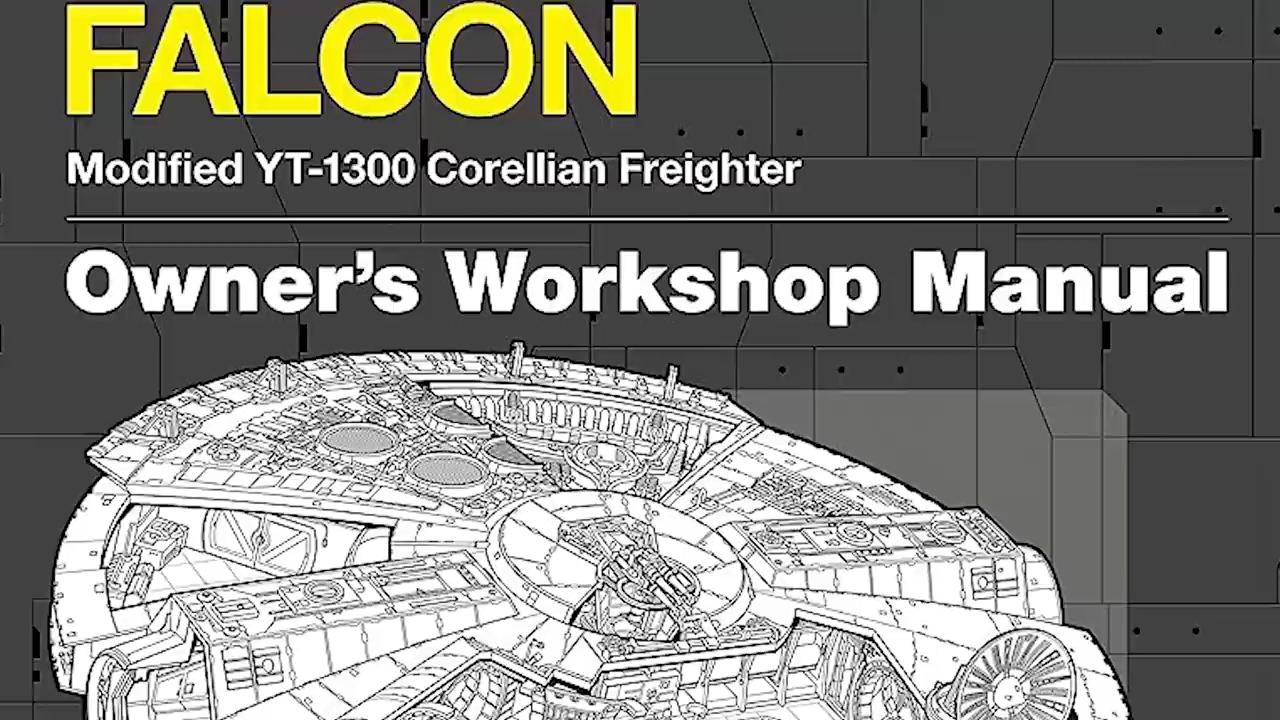 FALCON
Modified YT-1300 Corellian Freighter
Owner’s Workshop Manual